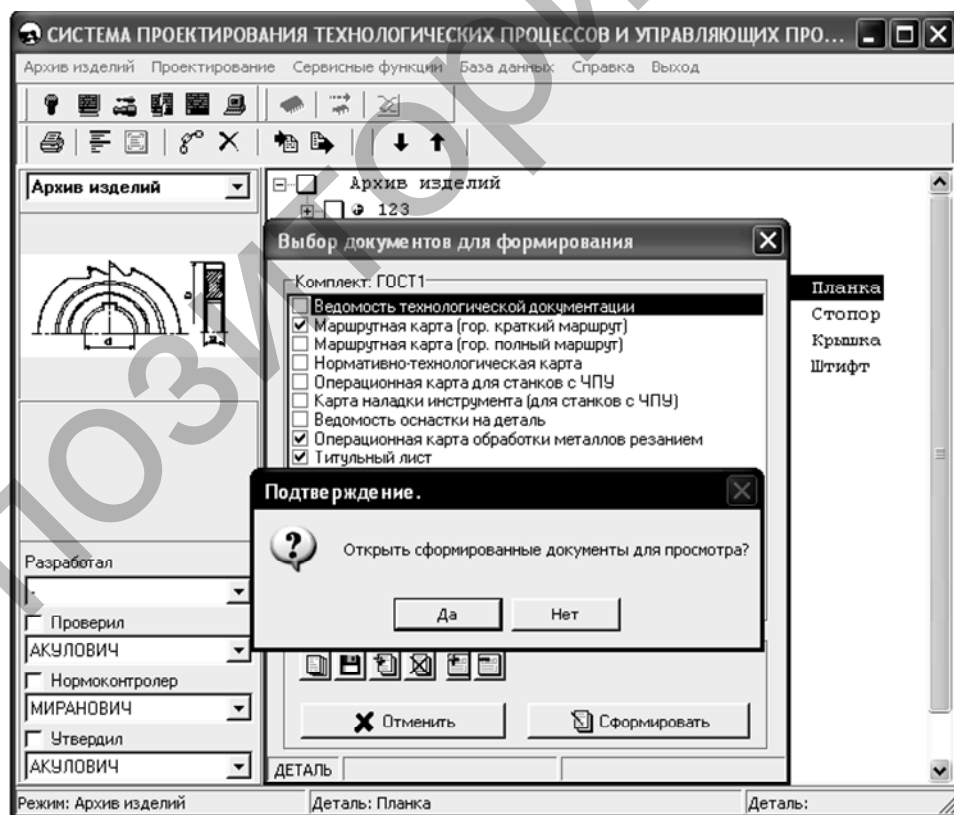 СИСТЕМА ПРОЕКТИРОВАНИЯ ТЕХНОЛОГИЧЕСКИХ ПРОЦЕССОВ И УПРАВЛЯЮЩИХ ПРО...
Архив изделий Проектирование Сервисные функции База данных Справка Выход
Архив изделий
Архив изделий
123
Выбор документов для формирования
Комплект: ГОСТ1
Ведомость технологической документации
Маршрутная карта (гор. краткий маршрут)
Маршрутная карта (гор. полный маршрут)
Нормативно-технологическая карта
Операционная карта для станков с ЧПУ
Карта наладки инструмента (для станков с ЧПУ)
Ведомость оснастки на деталь
Операционная карта обработки металлов резанием
Титульный лист
Планка
Стопор
Крышка
Штифт
d
Подтверждение.
Открыть сформированные документы для просмотра?
Да Нет
Разработал
-
Проверил
АКУЛОВИЧ
Нормоконтролер
МИРАНОВИЧ
Утвердил
АКУЛОВИЧ
Отменить Сформировать
ДЕТАЛЬ
Режим: Архив изделий Деталь: Планка Деталь: